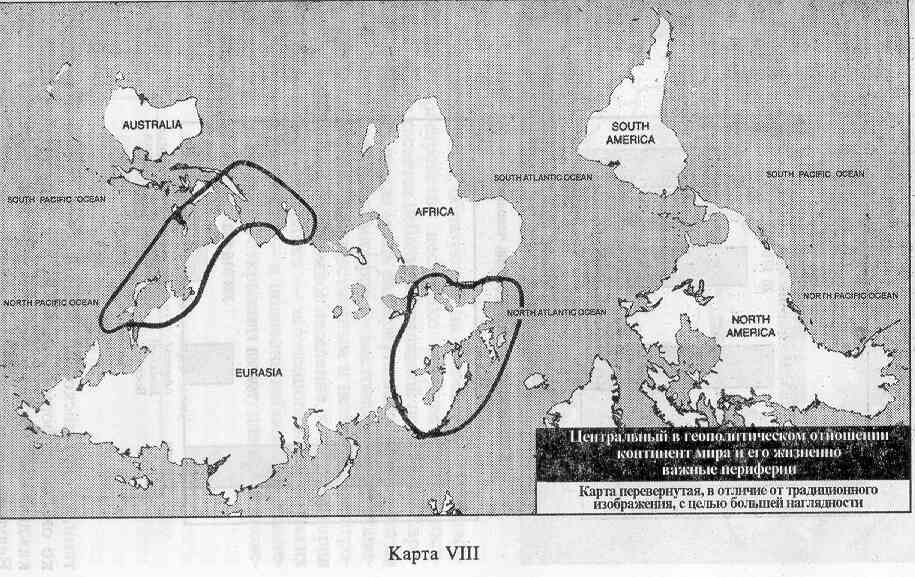 AUSTRALIA
SOUTH
AMERICA
SOUTH ATLANTIC OCEAN
SOUTH PACIFIC OCEAN
SOUTH PACIFIC OCEAN
AFRICA
NORTH PACIFIC OCEAN
NORTH ATLANTIC OCEAN
NORTH PACIFIC OCEAN
NORTH
AMERICA
EURASIA
Центральный в геополитическом отношении
континент мира и его жизненно
важные периферии
Карта перевернутая, в отличие от традиционного
изображения, с целью большей наглядности
Карта VIII